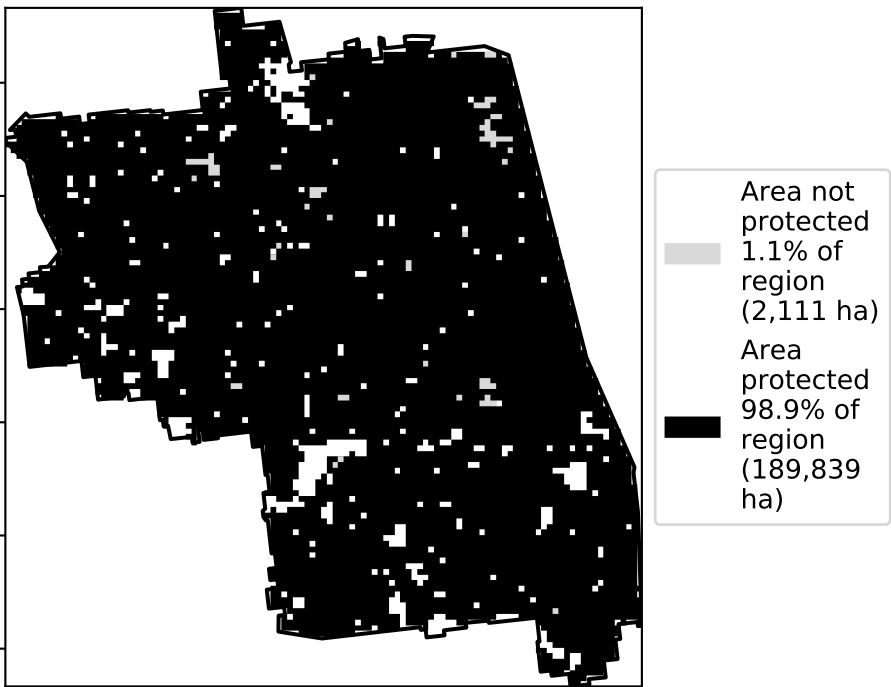 Area not
protected
1.1% of
region
(2,111 ha)
Area
protected
98.9% of
region
(189,839
ha)